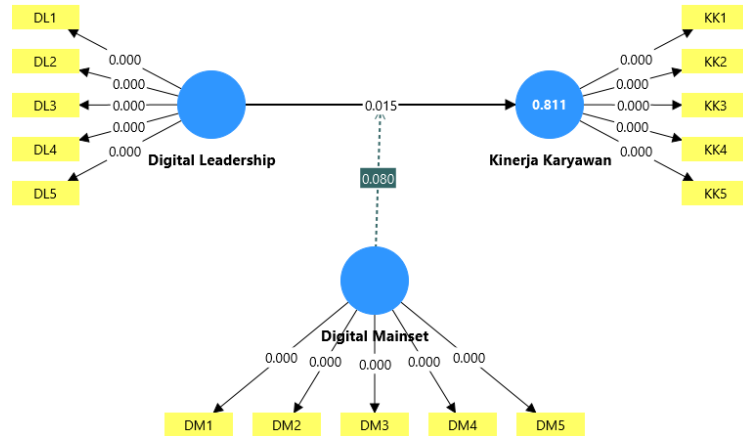 DL1
DL2
DL3
DL4
DL5
0.000
0.000
0.000
0.000
0.000
Digital Leadership
0.015
0.080
0.811
Kinerja Karyawan
0.000
0.000
0.000
0.000
0.000
KK1
KK2
KK3
KK4
KK5
Digital Mainset
0.000
0.000
0.000
0.000
0.000
DM1
DM2
DM3
DM4
DM5